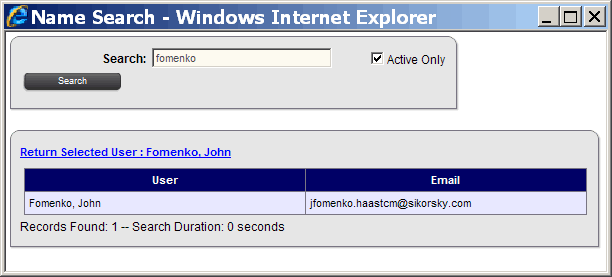 Name Search - Windows Internet Explorer
Search: fomenko Active Only
Search
Return Selected User : Fomenko, John
User Email
Fomenko, John jfomenko.haastcm@sikorsky.com
Records Found: 1 -- Search Duration: 0 seconds